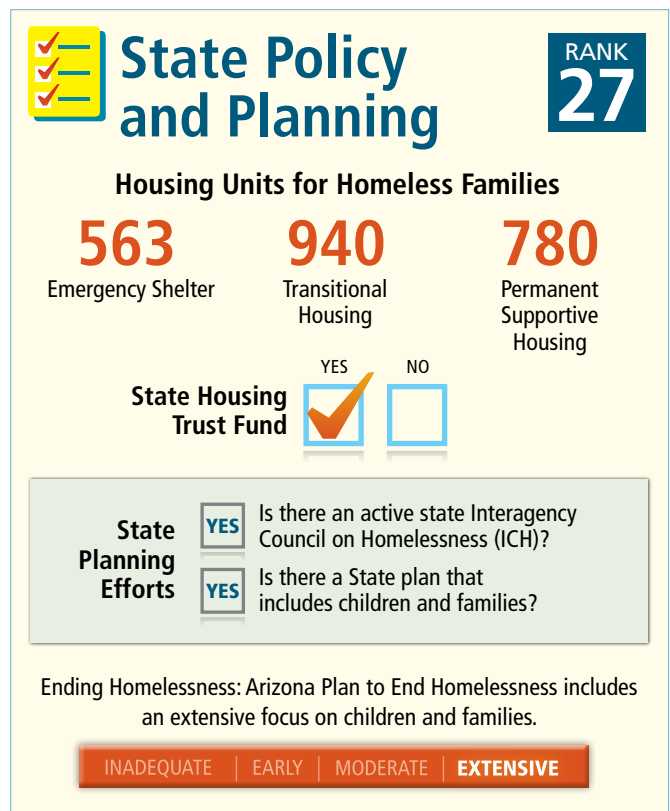 State Policy
and Planning
RANK
27
Housing Units for Homeless Families
563
Emergency Shelter
940
Transitional
Housing
780
Permanent
Supportive
Housing
State Housing
Trust Fund
YES
NO
State
Planning
Efforts
YES
Is there an active state Interagency
Council on Homelessness (ICH)?
YES
Is there a State plan that
includes children and families?
Ending Homelessness: Arizona Plan to End Homelessness includes
an extensive focus on children and families.
INADEQUATE | EARLY | MODERATE | EXTENSIVE